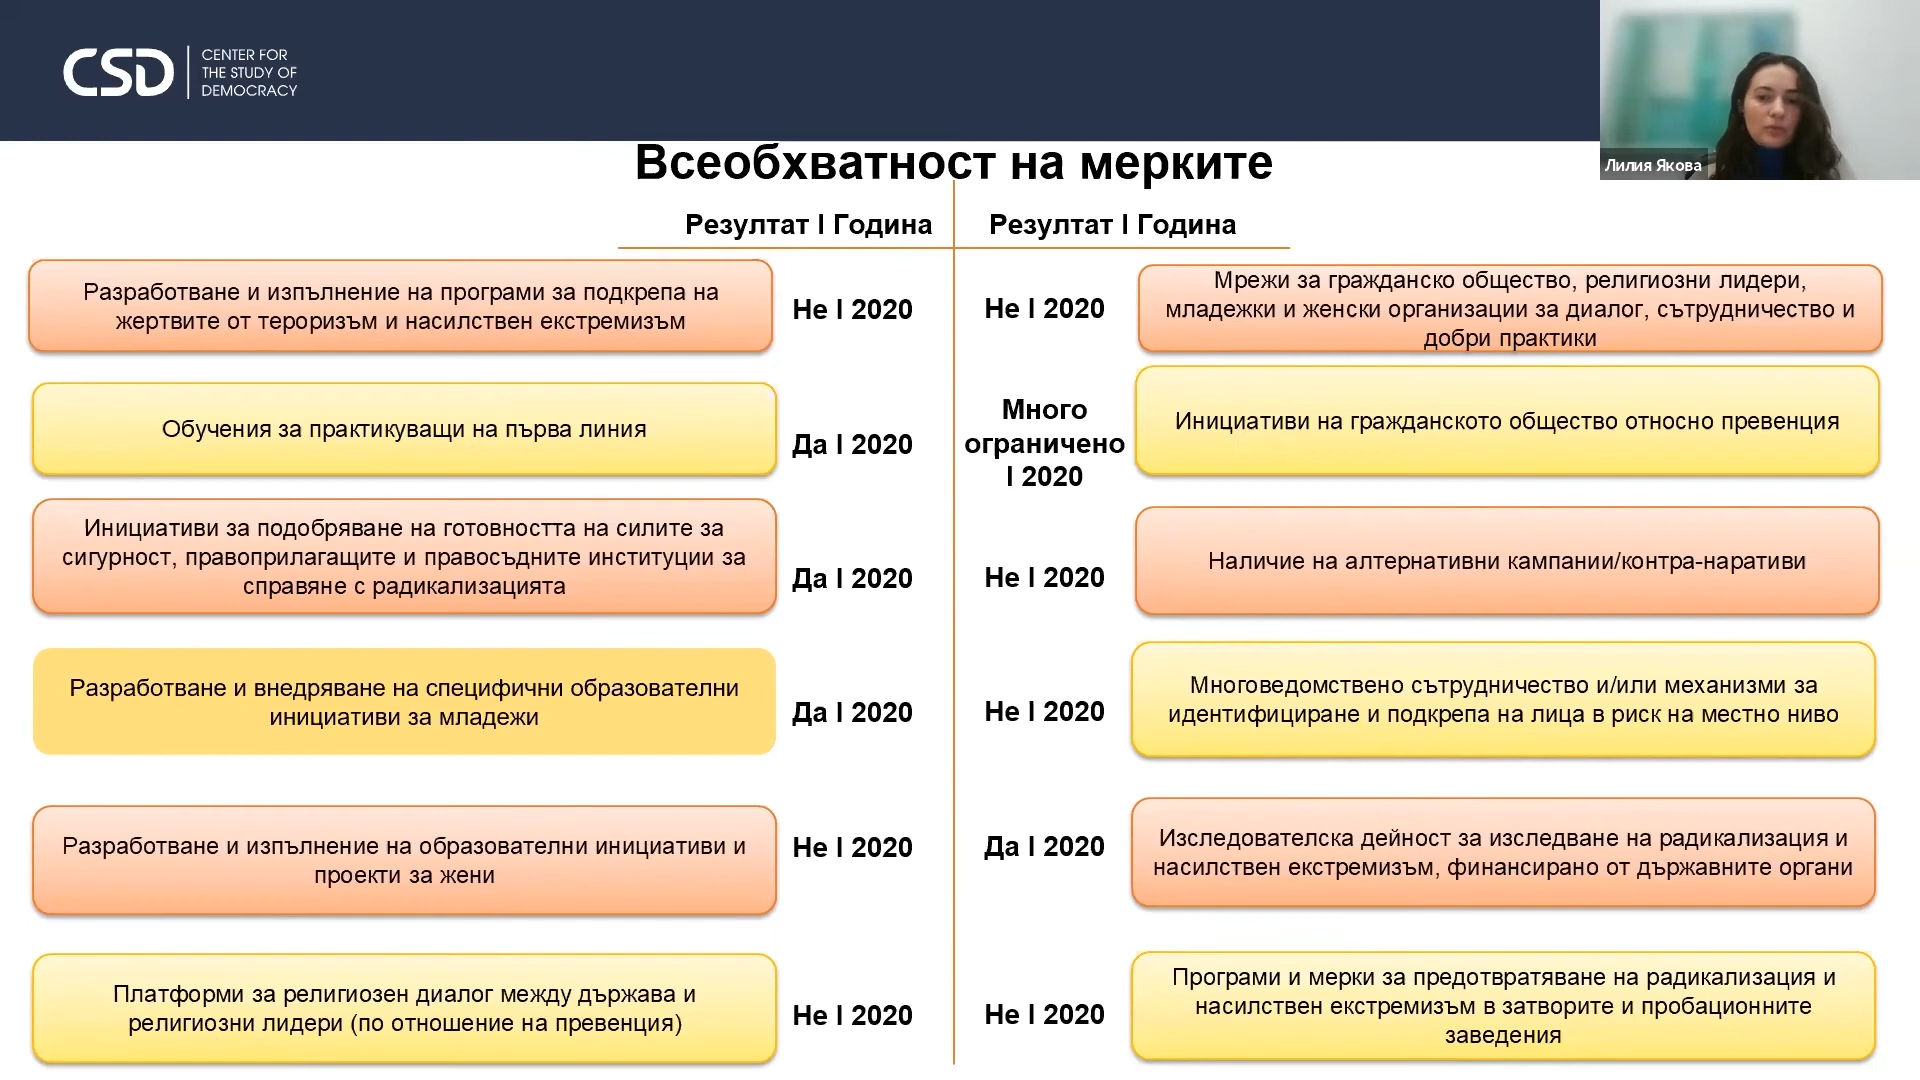 CSD
CENTER FOR
THE STUDY OF
DEMOCRACY
Лилия Якова
Всеобхватност на мерките
Резултат I Година
Резултат I Година
Разработване и изпълнение на програми за подкрепа на
жертвите от тероризъм и насилствен екстремизъм
Не I 2020
Не I 2020
Мрежи за гражданско общество, религиозни лидери,
младежки и женски организации за диалог, сътрудничество и
добри практики
Обучения за практикуващи на първа линия
Да I 2020
Много
ограничено
I 2020
Инициативи на гражданското общество относно превенция
Инициативи за подобряване на готовността на силите за
сигурност, правоприлагащите и правосъдните институции за
справяне с радикализацията
Да I 2020
Не I 2020
Наличие на алтернативни кампании/контра-наративи
Разработване и внедряване на специфични образователни
инициативи за младежи
Да I 2020
Не I 2020
Многоведомствено сътрудничество и/или механизми за
идентифициране и подкрепа на лица в риск на местно ниво
Разработване и изпълнение на образователни инициативи и
проекти за жени
Не I 2020
Да I 2020
Изследователска дейност за изследване на радикализация и
насилствен екстремизъм, финансирано от държавните органи
Платформи за религиозен диалог между държава и
религиозни лидери (по отношение на превенция)
Не I 2020
Не I 2020
Програми и мерки за предотвратяване на радикализация и
насилствен екстремизъм в затворите и пробационните
заведения